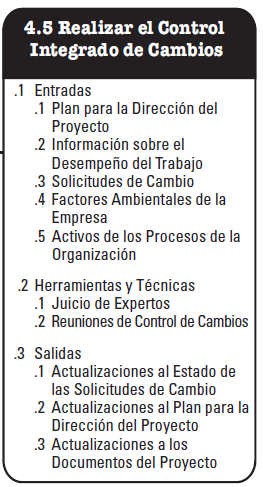 4.5 Realizar el Control
Integrado de Cambios
.1 Entradas
.1 Plan para la Dirección del
Proyecto
.2 Información sobre el
Desempeño del Trabajo
.3 Solicitudes de Cambio
.4 Factores Ambientales de la
Empresa
.5 Activos de los Procesos de la
Organización
.2 Herramientas y Técnicas
.1 Juicio de Expertos
.2 Reuniones de Control de Cambios
.3 Salidas
.1 Actualizaciones al Estado de
las Solicitudes de Cambio
.2 Actualizaciones al Plan para la
Dirección del Proyecto
.3 Actualizaciones a los
Documentos del Proyecto